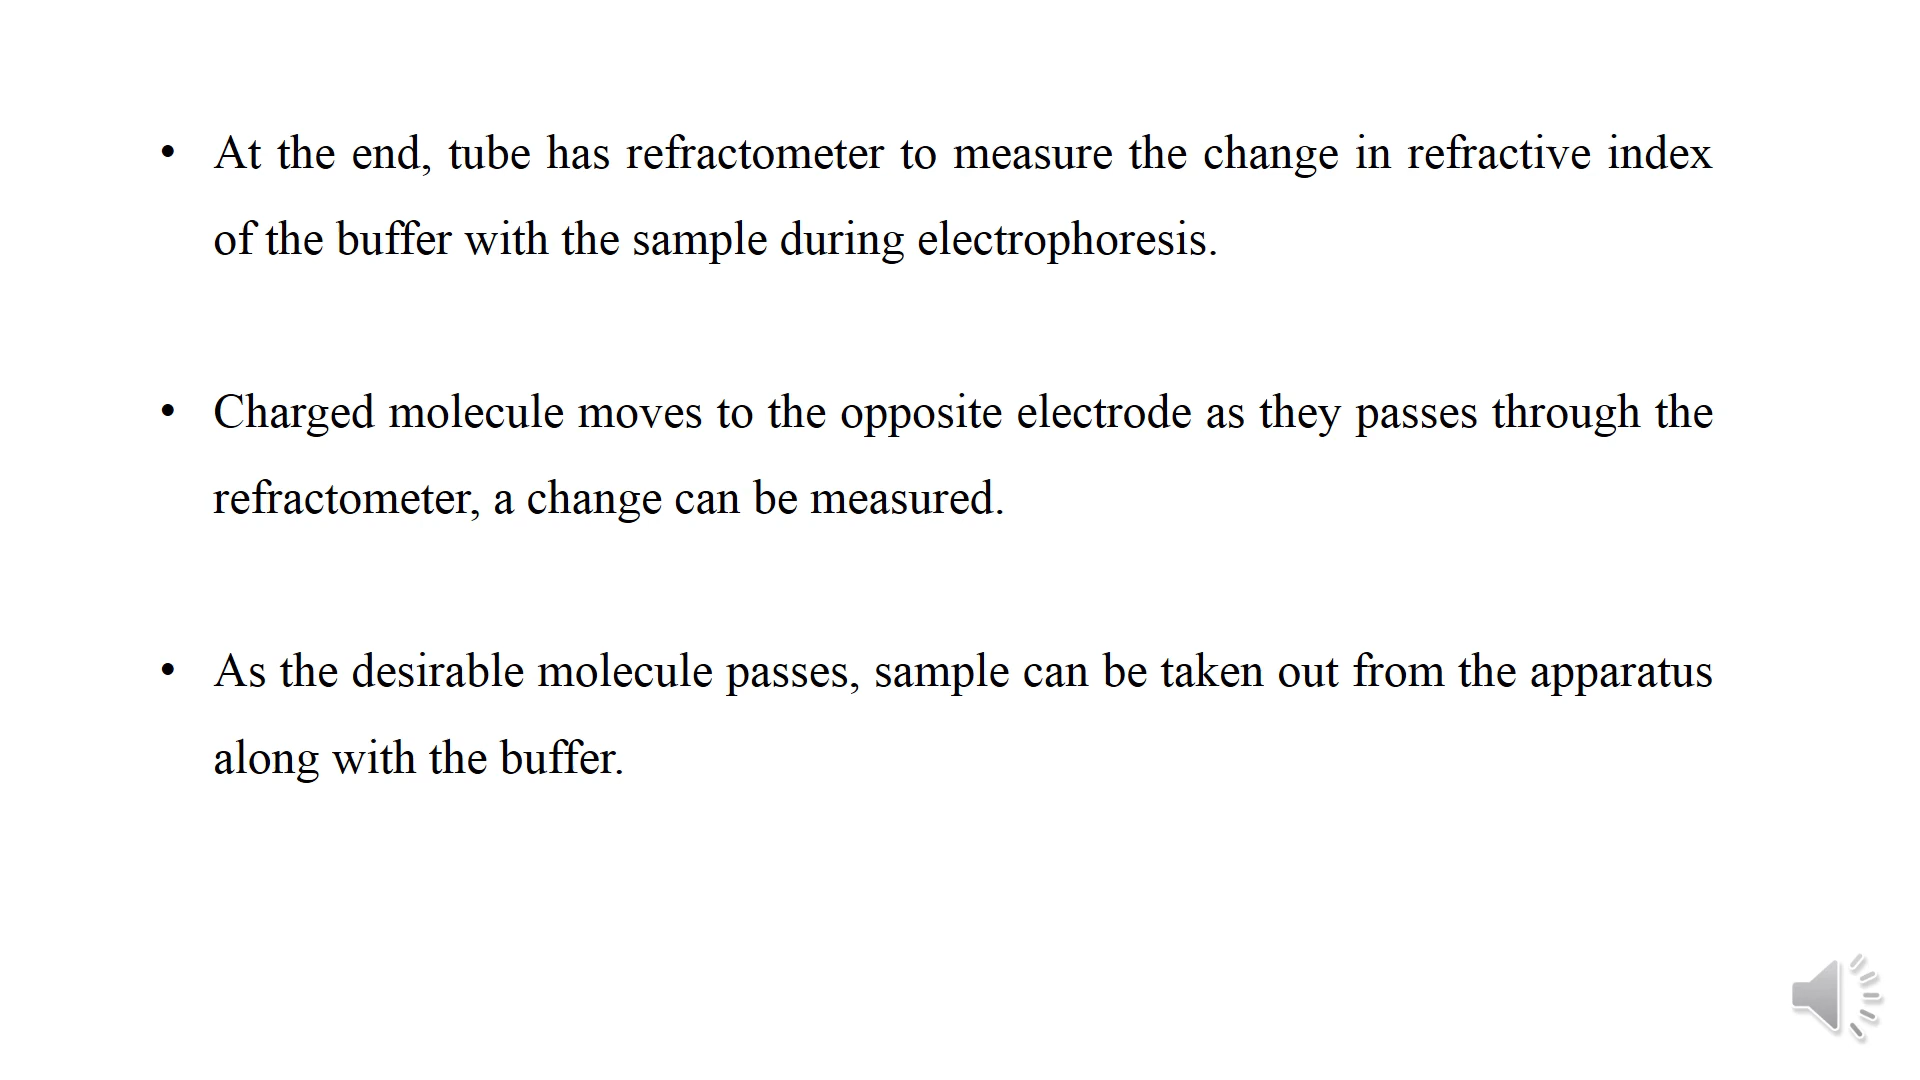 • At the end, tube has refractometer to measure the change in refractive index
of the buffer with the sample during electrophoresis.
• Charged molecule moves to the opposite electrode as they passes through the
refractometer, a change can be measured.
• As the desirable molecule passes, sample can be taken out from the apparatus
along with the buffer.